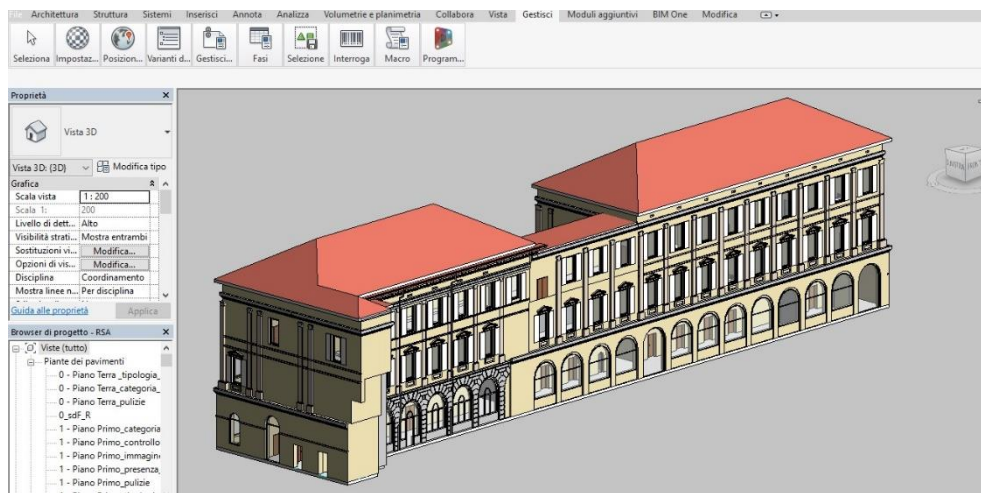 File Architettura Struttura Sistemi Inserisci Annota Analizza Volumetrie e planimetria Collabora Vista Gestisci Moduli aggiuntivi BIM One Modifica
Seleziona Impostaz... Posizion... Varianti d... Gestisci... Fasi Selezione Interroga Macro Program...
Proprietà
Vista 3D
Vista 3D: {3D} Modifica tipo
Grafica
Scala vista 1 : 200
Scala 1: 200
Livello di dett... Alto
Visibilità strati... Mostra entrambi
Sostituzioni vi... Modifica...
Opzioni di vis... Modifica...
Disciplina Coordinamento
Mostra linee n... Per disciplina
Guida alle proprietà Applica
Browser di progetto - RSA
Viste (tutto)
Piante dei pavimenti
0 - Piano Terra _tipologia_
0 - Piano Terra_categoria_
0 - Piano Terra_pulizie
0_sdF_R
1 - Piano Primo_categoria
1 - Piano Primo_controllo
1 - Piano Primo_immagin
1 - Piano Primo_presenza_
1 - Piano Primo_pulizie